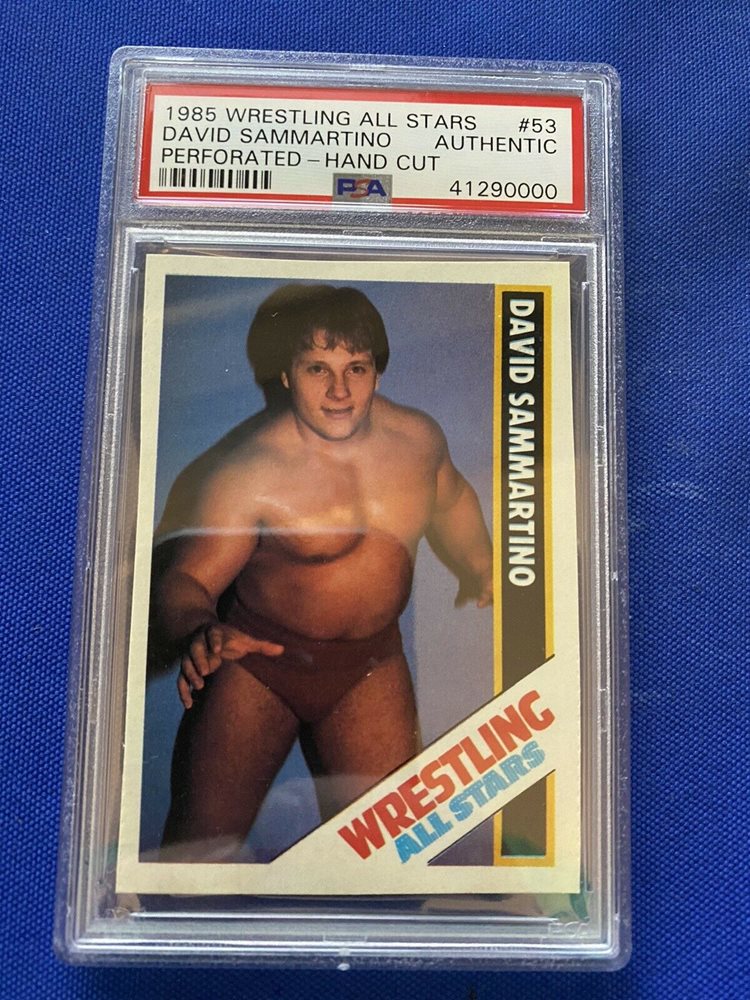 1985 WRESTLING ALL STARS #53
DAVID SAMMARTINO AUTHENTIC
PERFORATED - HAND CUT
PSA 41290000
DAVID SAMMARTINO
WRESTLING
ALL STARS